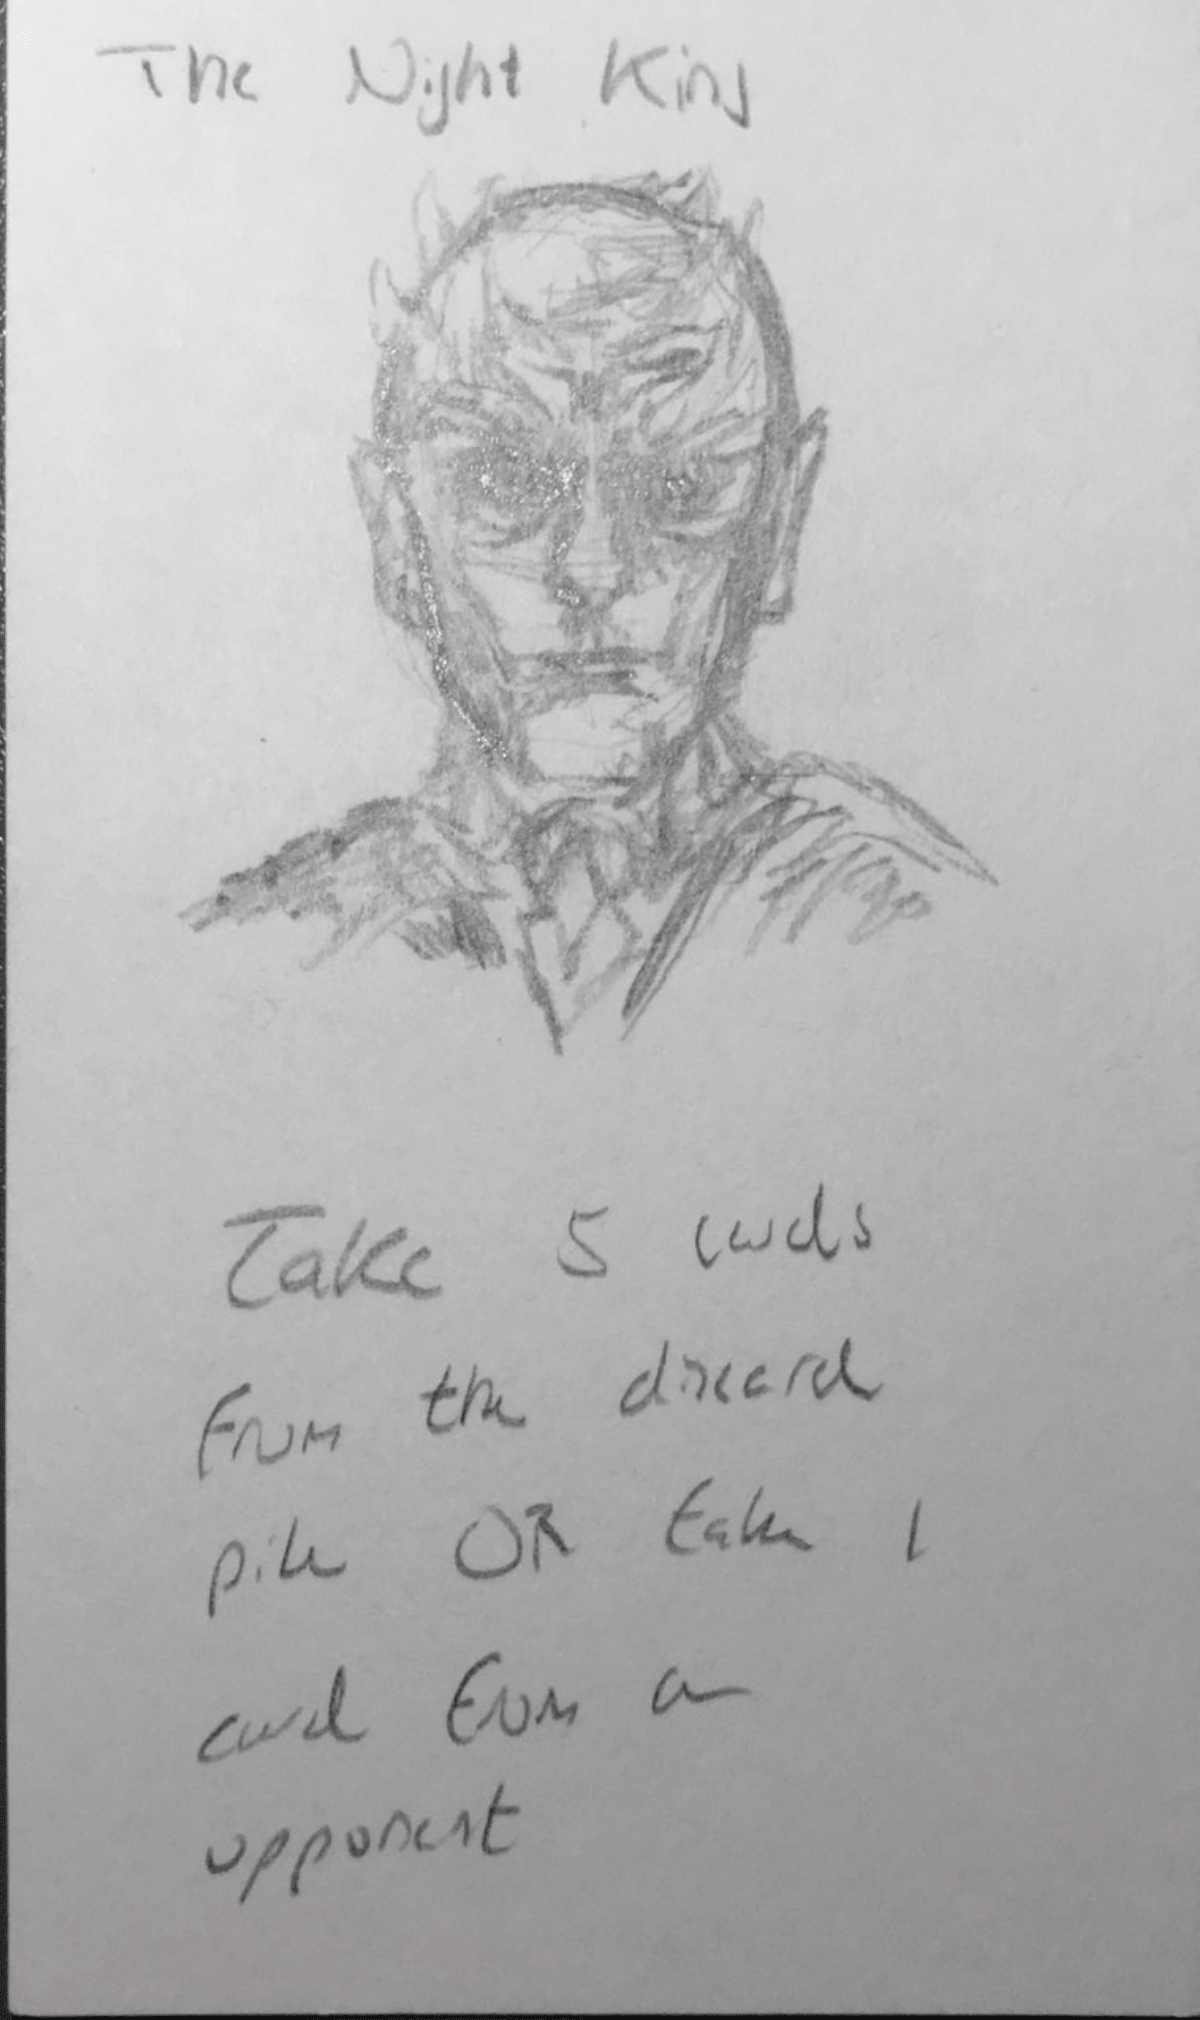 The Night King
Take 5 cards
From the discard
pile OR take 1
card from an
opponent